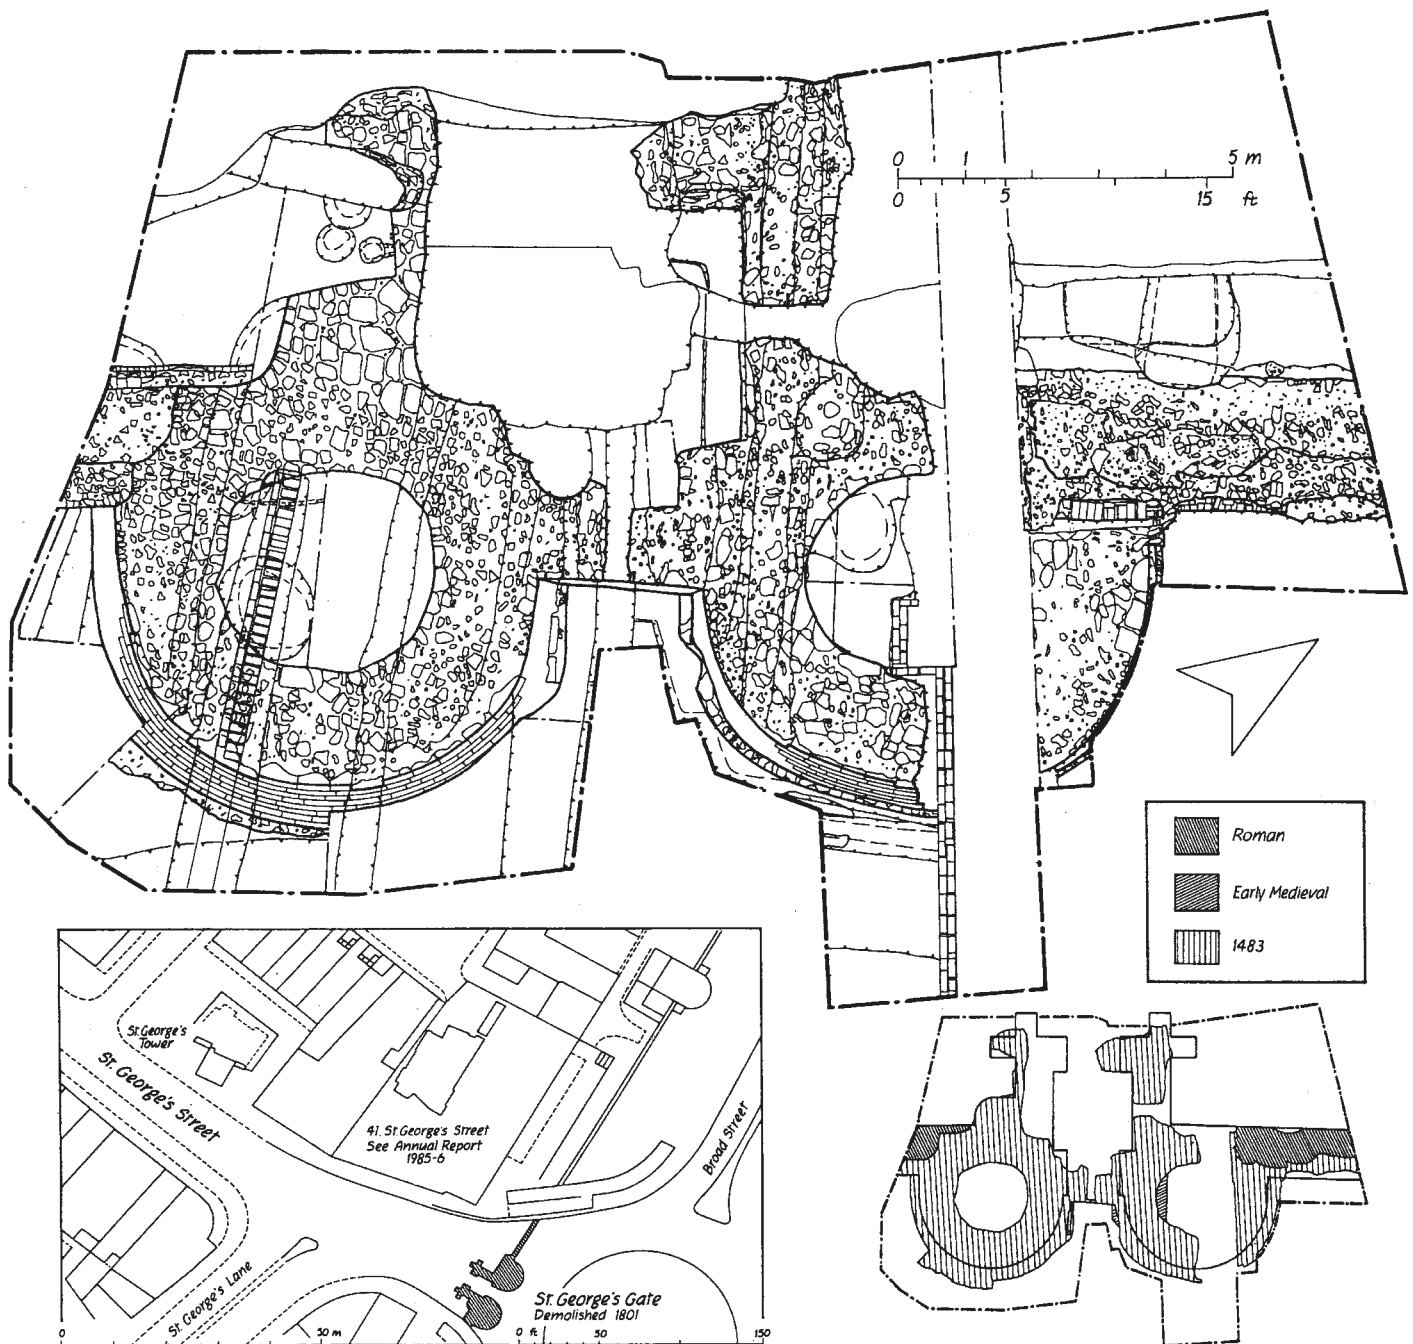 0 1 5 m
0 5 15 ft
Roman
Early Medieval
1483
St. George's
Tower
St. George's Street
41. St George's Street
See Annual Report
1985-6
Broad Street
St. George's Lane
St. George's Gate
Demolished 1801
0 50 m 0 ft 50 150